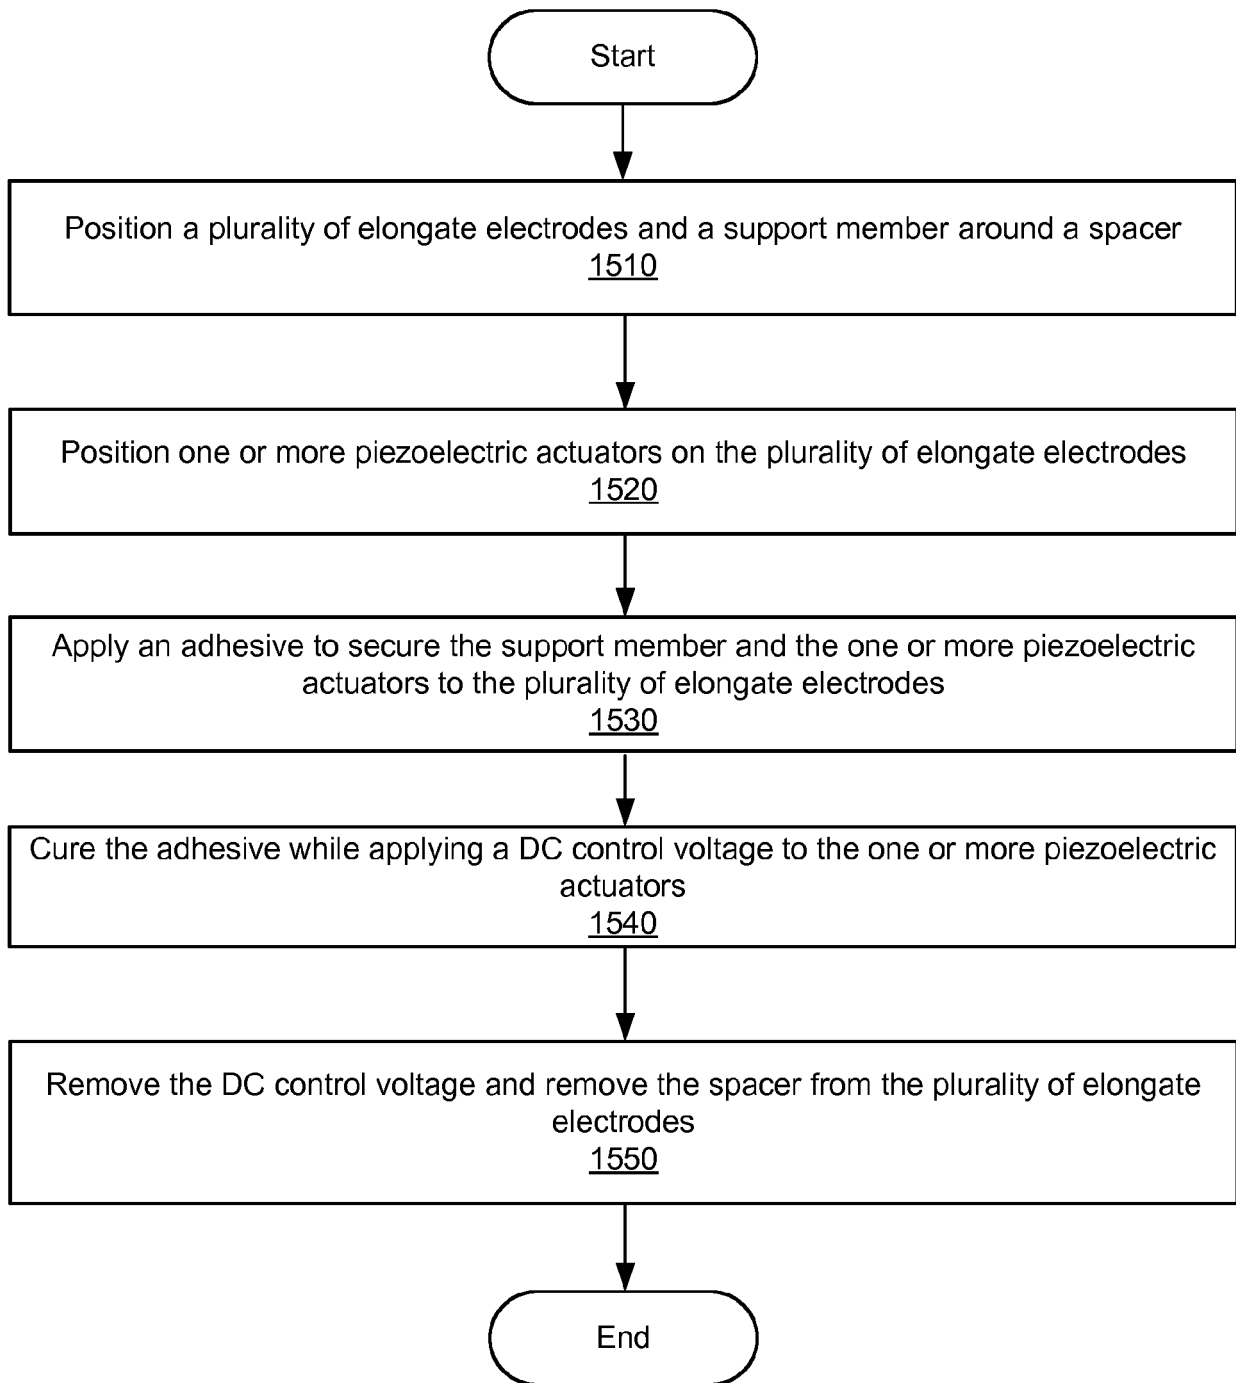 Start
Position a plurality of elongate electrodes and a support member around a spacer
1510
Position one or more piezoelectric actuators on the plurality of elongate electrodes
1520
Apply an adhesive to secure the support member and the one or more piezoelectric
actuators to the plurality of elongate electrodes
1530
Cure the adhesive while applying a DC control voltage to the one or more piezoelectric
actuators
1540
Remove the DC control voltage and remove the spacer from the plurality of elongate
electrodes
1550
End